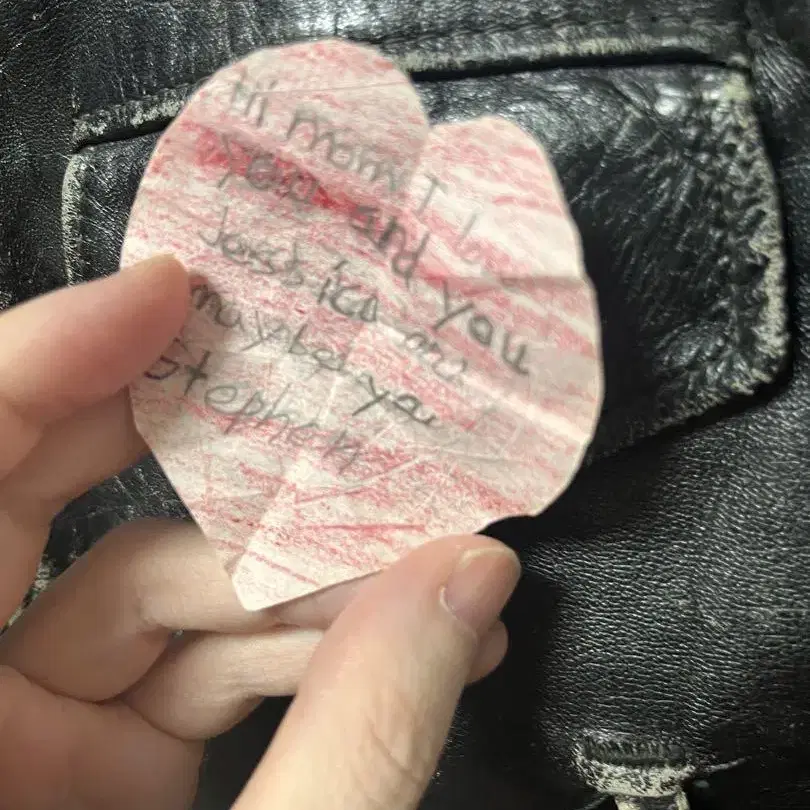 Hi mom I
you and you
Jessica
maybe you
Stephen